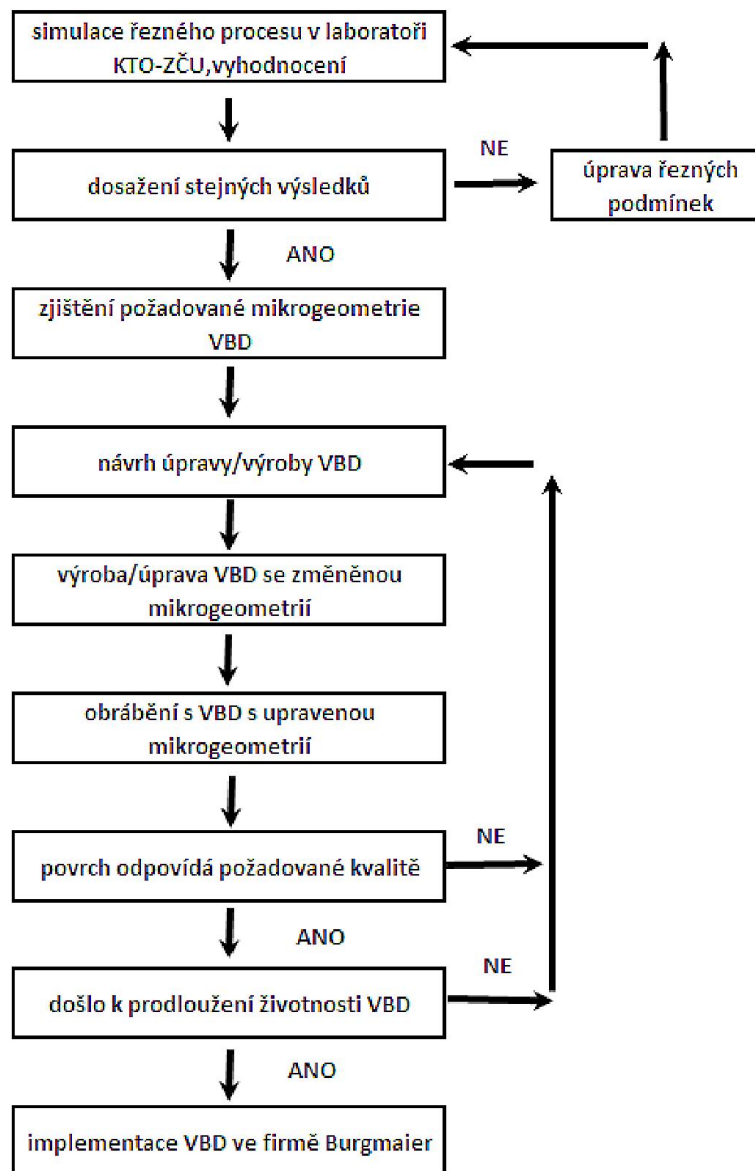 simulace řezného procesu v laboratoři
KTO-ZČU,vyhodnocení
NE
dosažení stejných výsledků
úprava řezných
podmínek
ANO
zjištění požadované mikrogeometrie
VBD
návrh úpravy/výroby VBD
výroba/úprava VBD se změněnou
mikrogeometrií
obrábění s VBD s upravenou
mikrogeometrií
NE
povrch odpovídá požadované kvalitě
ANO
NE
došlo k prodloužení životnosti VBD
ANO
implementace VBD ve firmě Burgmaier